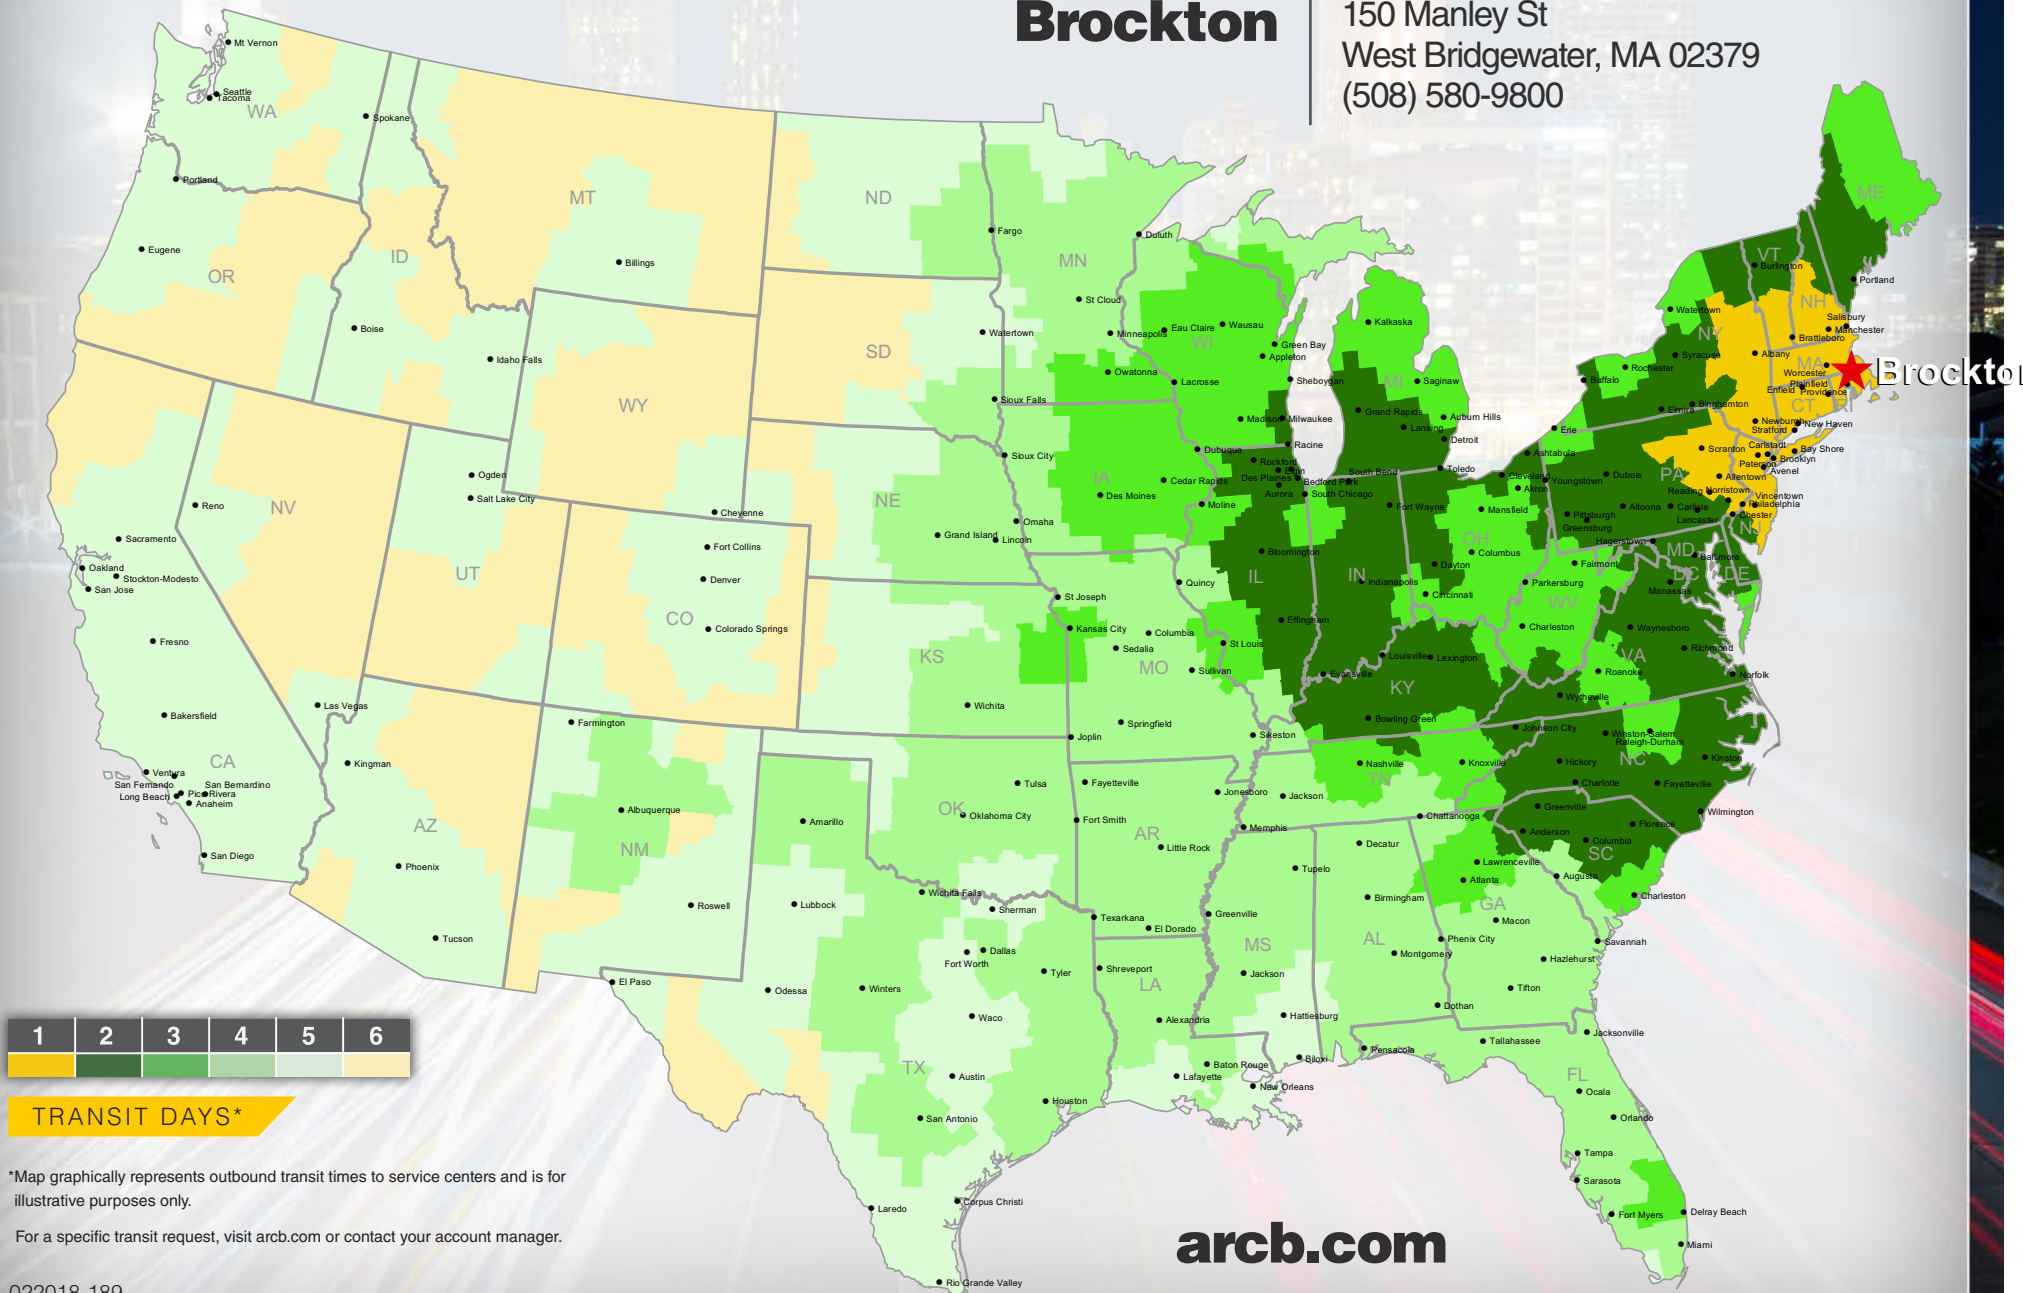 Brockton
150 Manley St
West Bridgewater, MA 02379
(508) 580-9800
Mt Vernon
Seattle
Tacoma
WA
Spokane
Portland
Eugene
OR
ID
Boise
Idaho Falls
MT
Billings
ND
Fargo
Duluth
MN
St Cloud
Minneapolis
Watertown
SD
Sioux Falls
Owatonna
Eau Claire
Wausau
WI
Green Bay
Appleton
Lacrosse
Sheboygan
Madison
Milwaukee
Racine
Kalkaska
MI
Saginaw
Grand Rapids
Auburn Hills
Lansing
Detroit
WY
Cheyenne
Ogden
Salt Lake City
UT
NV
Reno
Sacramento
Oakland
Stockton-Modesto
San Jose
Fresno
Bakersfield
CA
Ventura
San Fernando
San Bernardino
Long Beach
Pico Rivera
Anaheim
San Diego
Las Vegas
Kingman
AZ
Phoenix
Tucson
Fort Collins
Denver
CO
Colorado Springs
Farmington
Albuquerque
NM
Roswell
El Paso
NE
Sioux City
Grand Island
Lincoln
Omaha
IA
Des Moines
Cedar Rapids
Dubuque
Moline
Rockford
Elgin
Des Plaines
Bedford Park
Aurora
South Chicago
South Bend
Toledo
Bloomington
IL
Effingham
Quincy
St Joseph
Kansas City
Columbia
Sedalia
MO
St Louis
Sullivan
Springfield
Joplin
Sikeston
KS
Wichita
Fort Wayne
IN
Indianapolis
Evansville
Louisville
Lexington
KY
Bowling Green
Cleveland
Akron
Ashtabula
Youngstown
Mansfield
OH
Columbus
Dayton
Cincinnati
Parkersburg
Fairmont
WV
Charleston
Erie
Dubois
PA
Pittsburgh
Greensburg
Altoona
Carlisle
Lancaster
Reading
Norristown
Allentown
Scranton
Chester
Philadelphia
Vincentown
NJ
Hagerstown
MD
Baltimore
DC
DE
Manassas
Waynesboro
VA
Richmond
Roanoke
Norfolk
Wytheville
Buffalo
Rochester
Watertown
NY
Syracuse
Elmira
Binghamton
Albany
Newburgh
Stratford
New Haven
Carlstadt
Bay Shore
Brooklyn
Paterson
Avenel
VT
Burlington
NH
Salisbury
Manchester
Brattleboro
ME
Portland
MA
Worcester
Plainfield
Enfield
Providence
CT
RI
Brockto
Johnson City
Winston-Salem
Raleigh-Durham
NC
Kinston
Hickory
Charlotte
Fayetteville
Wilmington
Greenville
Florence
Anderson
Columbia
SC
Charleston
Nashville
Knoxville
TN
Jackson
Memphis
Chattanooga
Tulsa
OK
Oklahoma City
Fayetteville
Fort Smith
AR
Jonesboro
Little Rock
El Dorado
Texarkana
Amarillo
Lubbock
Wichita Falls
Sherman
Dallas
Fort Worth
Tyler
Odessa
Winters
Waco
TX
Austin
San Antonio
Houston
Laredo
Corpus Christi
Rio Grande Valley
Shreveport
LA
Alexandria
Baton Rouge
Lafayette
New Orleans
Tupelo
Greenville
MS
Jackson
Hattiesburg
Biloxi
Decatur
Birmingham
AL
Montgomery
Dothan
Lawrenceville
Atlanta
Augusta
GA
Macon
Phenix City
Savannah
Hazlehurst
Tifton
Pensacola
Tallahassee
Jacksonville
FL
Ocala
Orlando
Tampa
Sarasota
Fort Myers
Delray Beach
Miami
1 2 3 4 5 6
TRANSIT DAYS*
*Map graphically represents outbound transit times to service centers and is for
illustrative purposes only.
For a specific transit request, visit arcb.com or contact your account manager.
arcb.com
022018-189